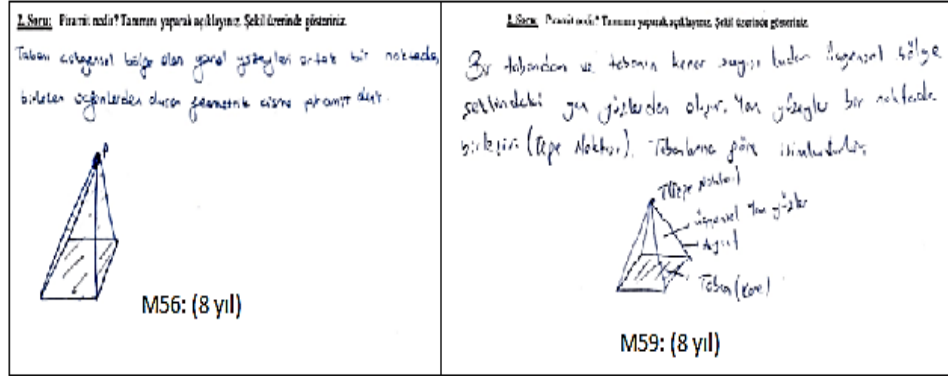 2. Soru: Piramit nedir? Tanımını yaparak açıklayınız. Şekil üzerinde gösteriniz.
Tabanı çokgensel bölge olan yanal yüzeyleri ortak bir noktada,
birleşen üçgenlerden oluşan geometrik cisme piramit denir.
P
M56: (8 yıl)
2. Soru: Piramit nedir? Tanımını yaparak açıklayınız. Şekil üzerinde gösteriniz.
Bir tabandan ve tabanın kenar sayısı kadar üçgensel bölge
şeklindeki yan yüzlerden oluşur. Yan yüzeyler bir noktada
birleşir (Tepe Noktası). Tabanlarına göre isimlendirilir.
T(Tepe Noktası)
üçgensel Yan yüzler
Ayrıt
Taban (Kare)
M59: (8 yıl)